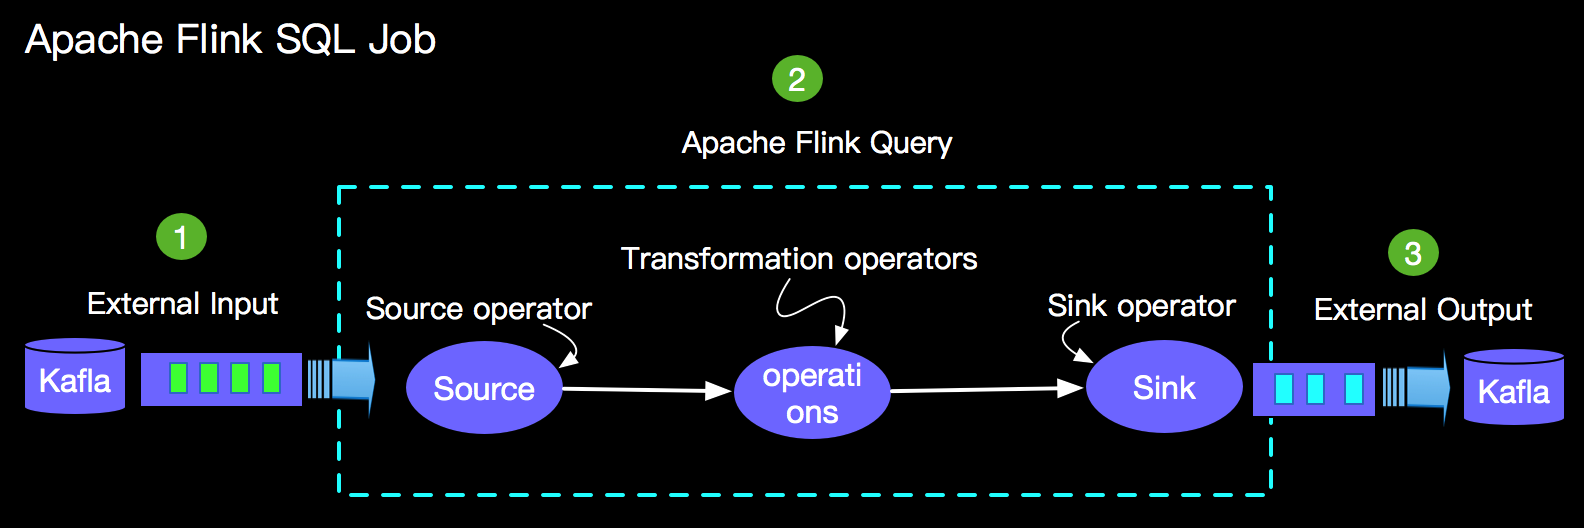 Apache Flink SQL Job
2
Apache Flink Query
1
External Input
Kafla
Source operator
Source
Transformation operators
operati
ons
Sink operator
Sink
3
External Output
Kafla